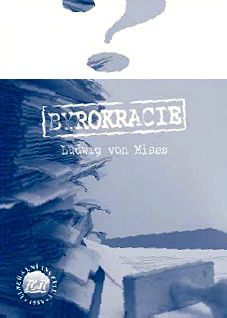 ?
BYROKRACIE
Ludwig von Mises